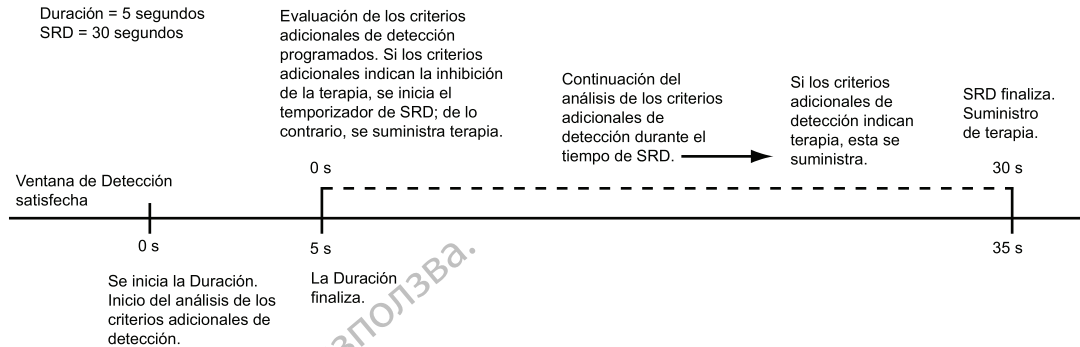 Duración = 5 segundos
SRD = 30 segundos
Evaluación de los criterios
adicionales de detección
programados. Si los criterios
adicionales indican la inhibición
de la terapia, se inicia el
temporizador de SRD; de lo
contrario, se suministra terapia.
Continuación del
análisis de los criterios
adicionales de
detección durante el
tiempo de SRD.
Si los criterios
adicionales de
detección indican
terapia, esta se
suministra.
SRD finaliza.
Suministro
de terapia.
0 s
30 s
Ventana de Detección
satisfecha
0 s
5 s
35 s
Se inicia la Duración.
Inicio del análisis de los
criterios adicionales de
detección.
La Duración
finaliza.